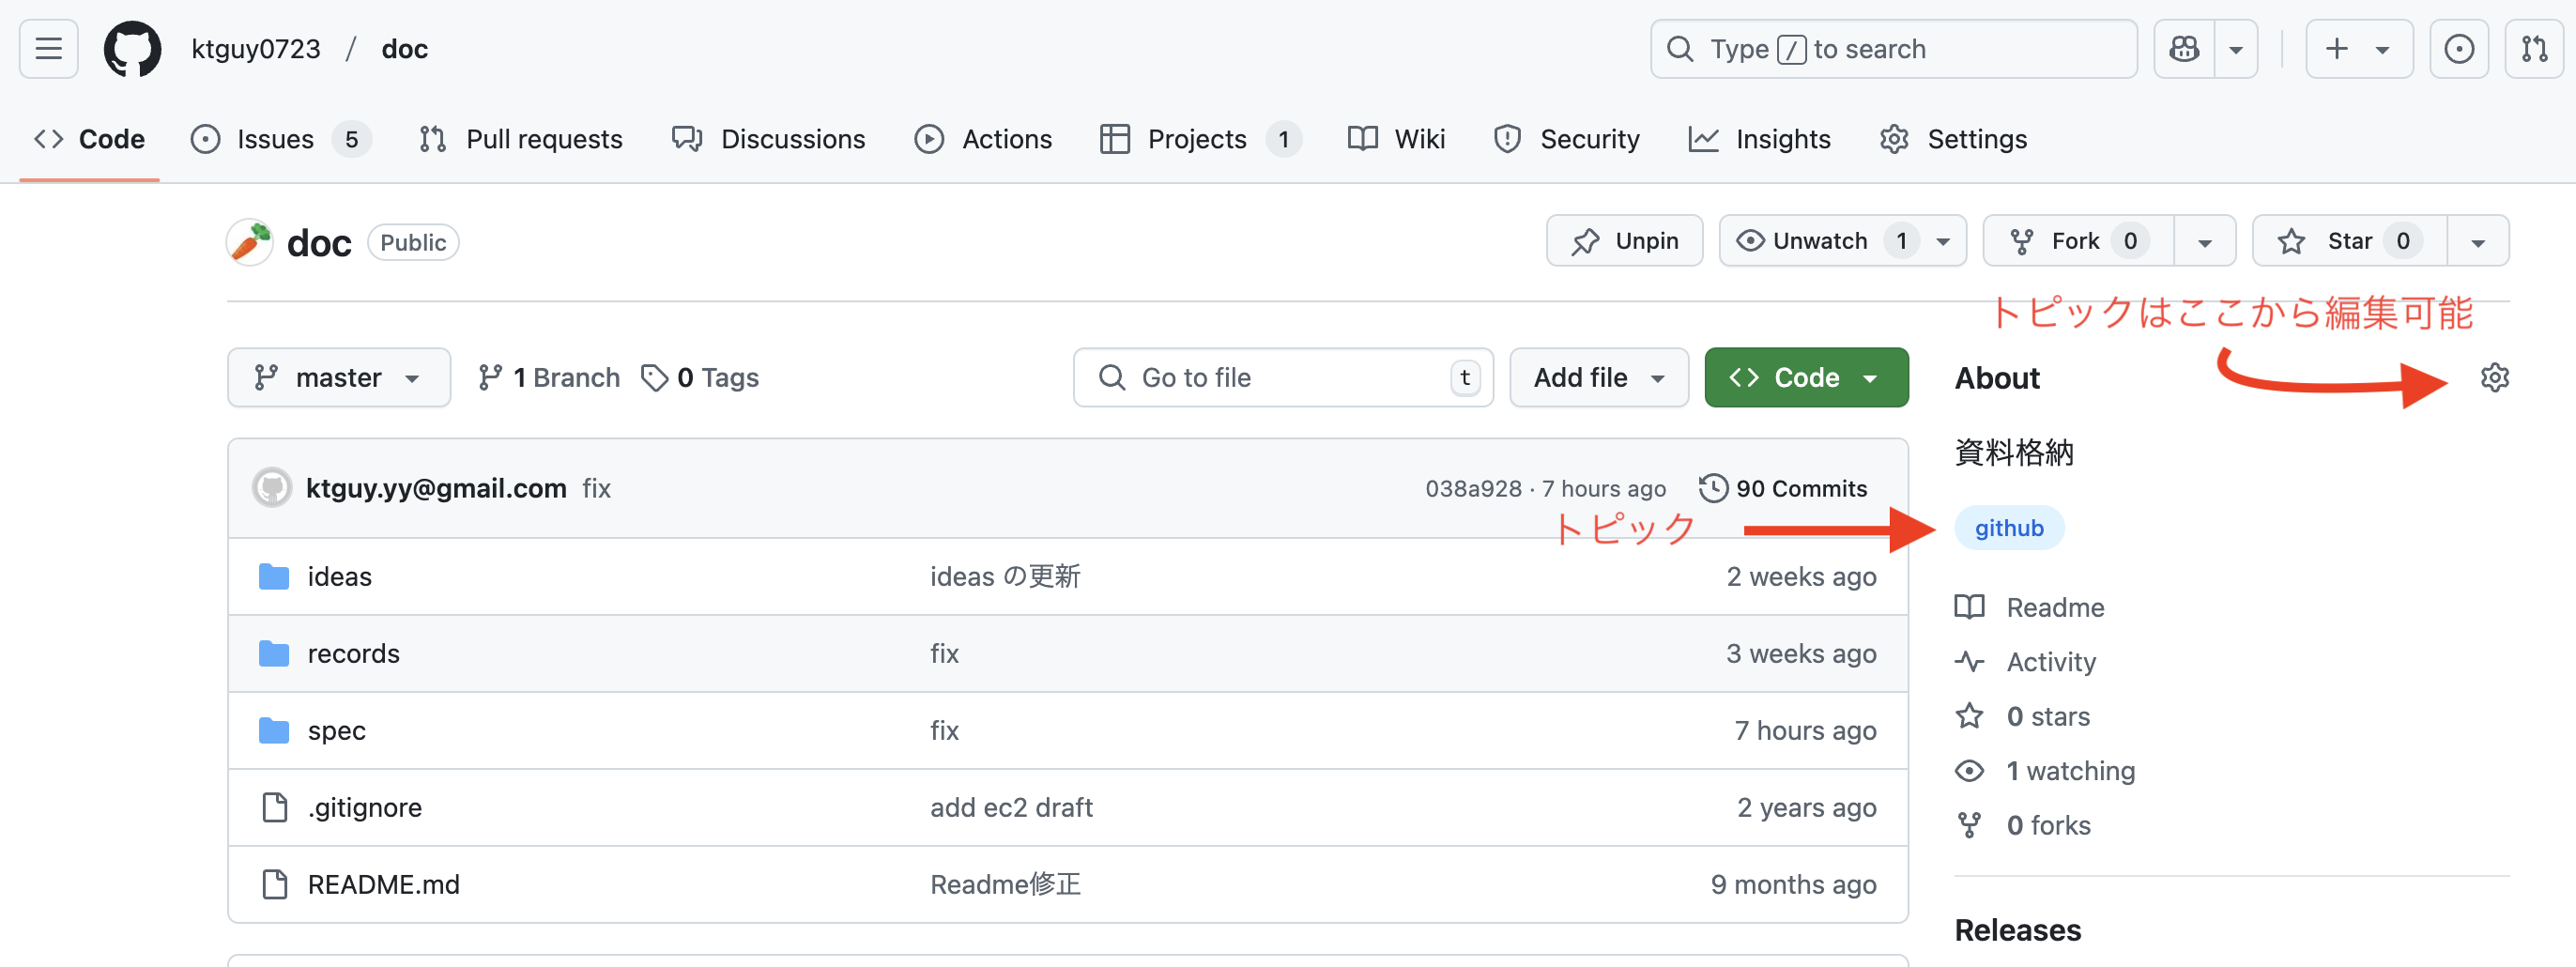 ktguy0723 / doc
Type / to search
Code
Issues 5
Pull requests
Discussions
Actions
Projects 1
Wiki
Security
Insights
Settings
doc Public
Unpin
Unwatch 1
Fork 0
Star 0
トピックはここから編集可能
master
1 Branch
0 Tags
Go to file t
Add file
Code
About
資料格納
ktguy.yy@gmail.com fix
038a928 · 7 hours ago
90 Commits
トピック
github
ideas
ideas の更新
2 weeks ago
records
fix
3 weeks ago
spec
fix
7 hours ago
.gitignore
add ec2 draft
2 years ago
README.md
Readme修正
9 months ago
Readme
Activity
0 stars
1 watching
0 forks
Releases